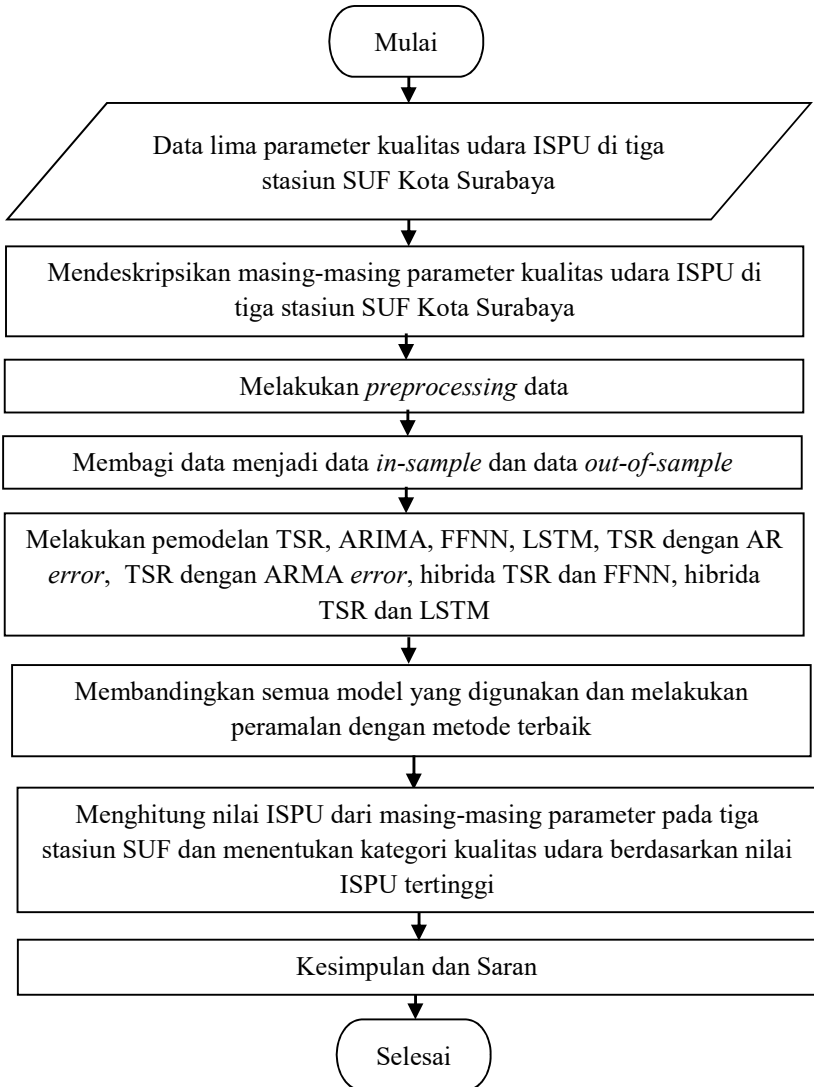 Mulai
Data lima parameter kualitas udara ISPU di tiga
stasiun SUF Kota Surabaya
Mendeskripsikan masing-masing parameter kualitas udara ISPU di
tiga stasiun SUF Kota Surabaya
Melakukan preprocessing data
Membagi data menjadi data in-sample dan data out-of-sample
Melakukan pemodelan TSR, ARIMA, FFNN, LSTM, TSR dengan AR
error, TSR dengan ARMA error, hibrida TSR dan FFNN, hibrida
TSR dan LSTM
Membandingkan semua model yang digunakan dan melakukan
peramalan dengan metode terbaik
Menghitung nilai ISPU dari masing-masing parameter pada tiga
stasiun SUF dan menentukan kategori kualitas udara berdasarkan nilai
ISPU tertinggi
Kesimpulan dan Saran
Selesai